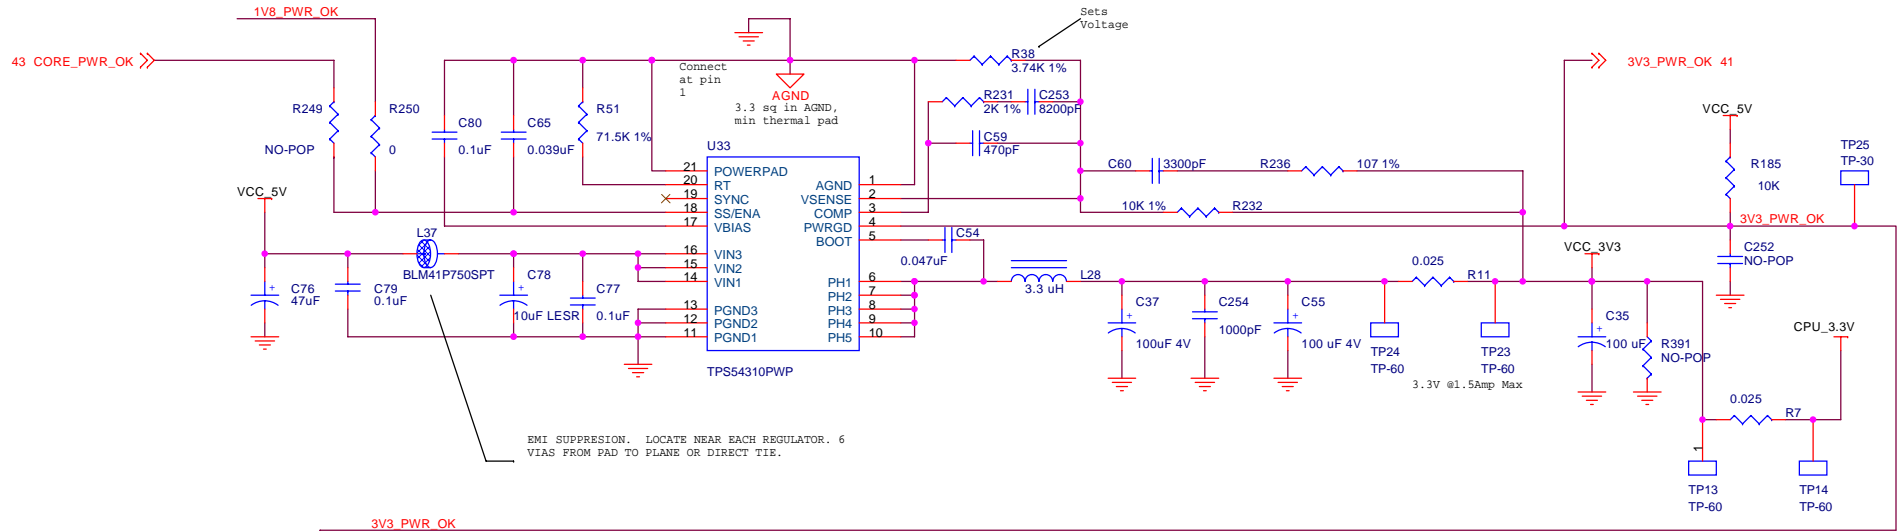 1V8_PWR_OK
Sets
Voltage
43 CORE_PWR_OK
R38
3.74K 1%
3V3_PWR_OK 41
Connect
at pin
1
AGND
3.3 sq in AGND,
min thermal pad
R249
NO-POP
R250
0
C80
0.1uF
C65
0.039uF
R51
71.5K 1%
R231
2K 1%
C253
8200pF
C59
470pF
VCC_5V
R185
10K
TP25
TP-30
U33
21 POWERPAD
20 RT
19 SYNC
18 SS/ENA
17 VBIAS
16 VIN3
15 VIN2
14 VIN1
13 PGND3
12 PGND2
11 PGND1
AGND 1
VSENSE 2
COMP 3
PWRGD 4
BOOT 5
PH1 6
PH2 7
PH3 8
PH4 9
PH5 10
TPS54310PWP
C60
3300pF
R236
107 1%
10K 1%
R232
3V3_PWR_OK
VCC_5V
L37
BLM41P750SPT
C54
0.047uF
VCC_3V3
C252
NO-POP
C76
47uF
+
C79
0.1uF
C78
+
10uF LESR
C77
0.1uF
L28
3.3 uH
0.025
R11
C37
+
100uF 4V
C254
1000pF
C55
+
100 uF 4V
TP24
TP-60
TP23
TP-60
3.3V @1.5Amp Max
C35
+
100 uF
R391
NO-POP
CPU_3.3V
0.025
R7
1
TP13
TP-60
TP14
TP-60
EMI SUPPRESION. LOCATE NEAR EACH REGULATOR. 6
VIAS FROM PAD TO PLANE OR DIRECT TIE.
3V3_PWR_OK